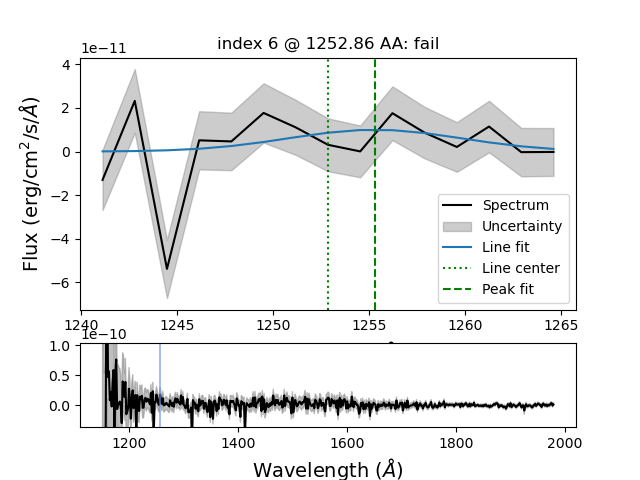 index 6 @ 1252.86 AA: fail
1e−11
4
2
0
−2
−4
−6
Flux (erg/cm²/s/Å)
Spectrum
Uncertainty
Line fit
Line center
Peak fit
1240 1245 1250 1255 1260 1265
1e−10
1.0
0.5
0.0
1200 1400 1600 1800 2000
Wavelength (Å)